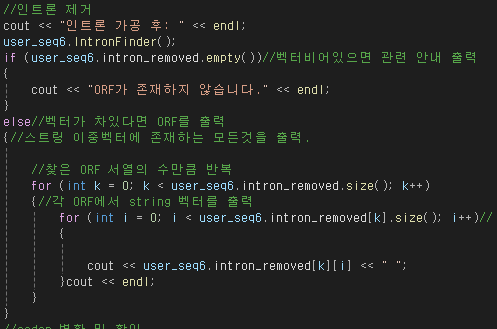 //인트론 제거
cout << "인트론 가공 후: " << endl;
user_seq6.IntronFinder();
if (user_seq6.intron_removed.empty())//벡터비어있으면 관련 안내 출력
{
cout << "ORF가 존재하지 않습니다." << endl;
}
else//벡터가 차있다면 ORF를 출력
{//스트링 이중벡터에 존재하는 모든것을 출력.
//찾은 ORF 서열의 수만큼 반복
for (int k = 0; k < user_seq6.intron_removed.size(); k++)
{//각 ORF에서 string 벡터를 출력
for (int i = 0; i < user_seq6.intron_removed[k].size(); i++)//
{
cout << user_seq6.intron_removed[k][i] << " ";
}cout << endl;
}
}